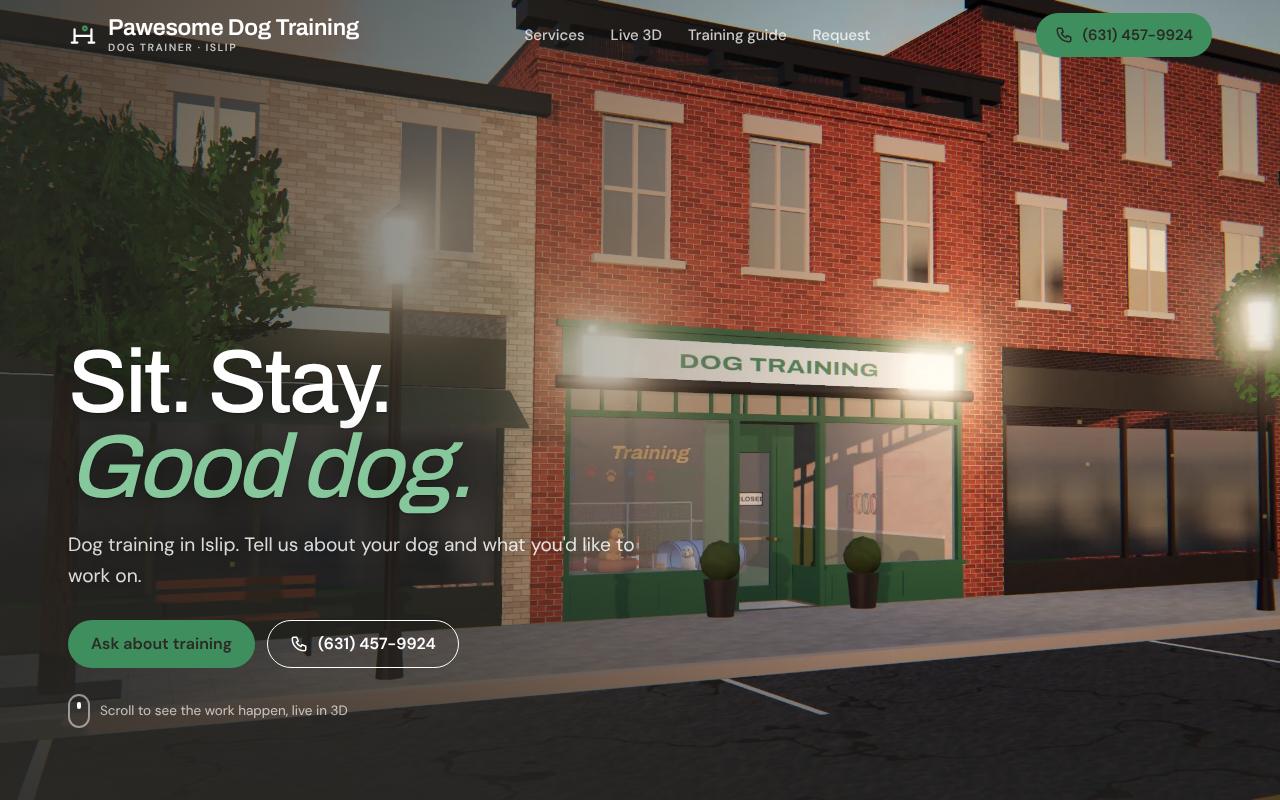 Pawesome Dog Training
DOG TRAINER · ISLIP
Services
Live 3D
Training guide
Request
(631) 457-9924
DOG TRAINING
Training
Sit. Stay.
Good dog.
Dog training in Islip. Tell us about your dog and what you'd like to
work on.
Ask about training
(631) 457-9924
Scroll to see the work happen, live in 3D